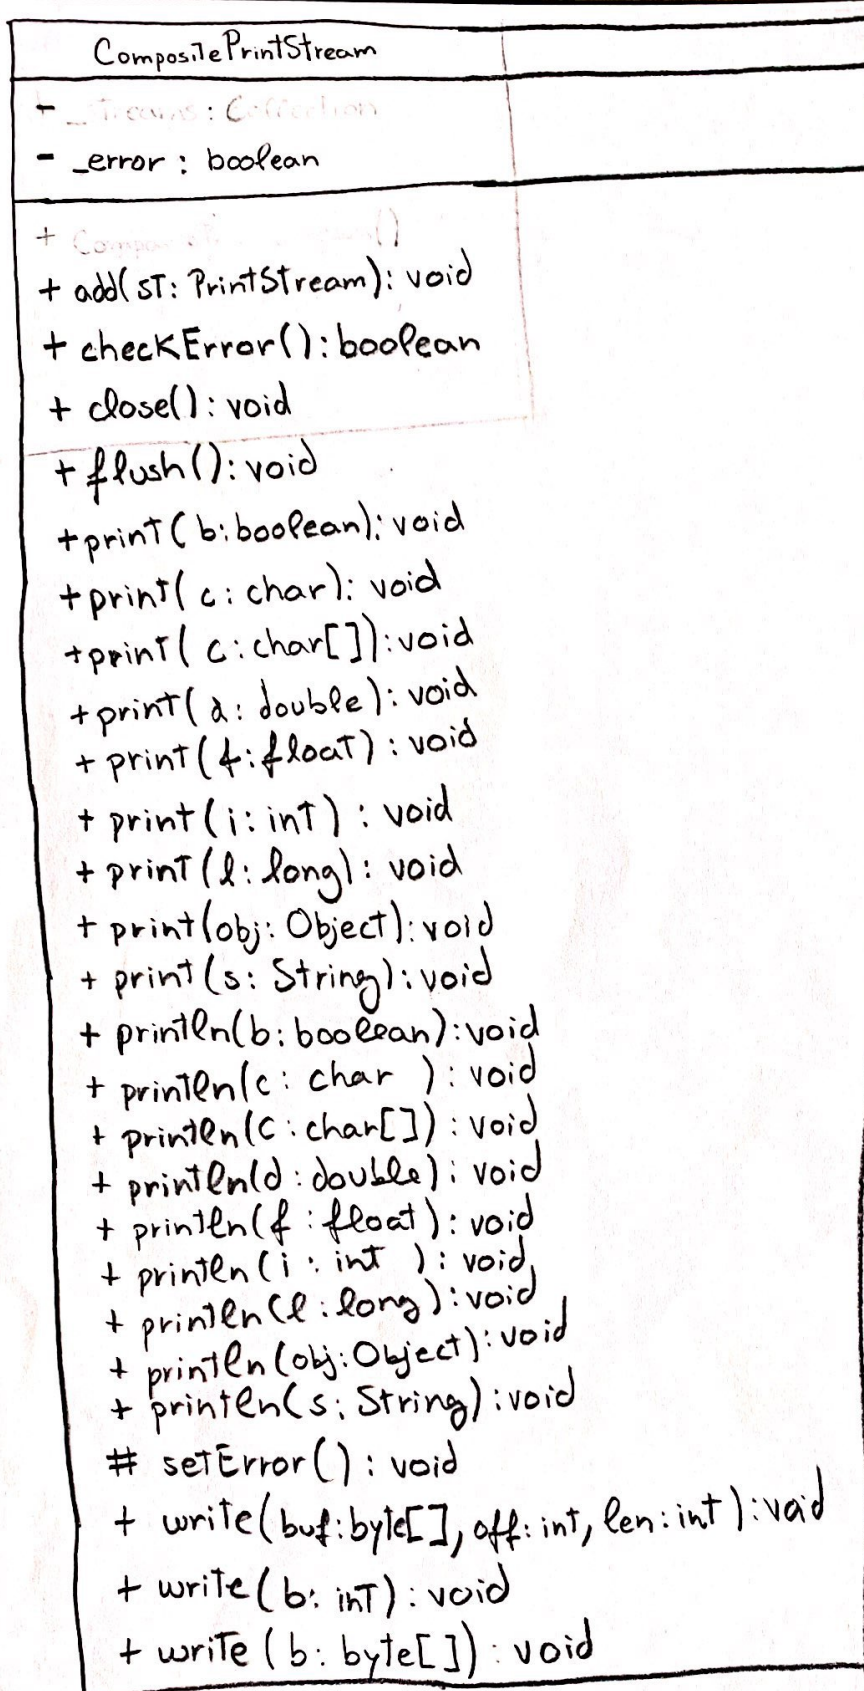 CompositePrintStream
- _streams: Collection
- _error: boolean
+ add(st: PrintStream): void
+ checkError(): boolean
+ close(): void
+ flush(): void
+ print(b: boolean): void
+ print(c: char): void
+ print(c: char[]): void
+ print(d: double): void
+ print(f: float): void
+ print(i: int): void
+ print(l: long): void
+ print(obj: Object): void
+ print(s: String): void
+ println(b: boolean): void
+ println(c: char ): void
+ println(c: char[]): void
+ println(d: double): void
+ println(f: float): void
+ println(i: int ): void
+ println(l: long): void
+ println(obj: Object): void
+ println(s: String): void
# setError(): void
+ write(buf: byte[], off: int, len: int): void
+ write(b: int): void
+ write(b: byte[]): void